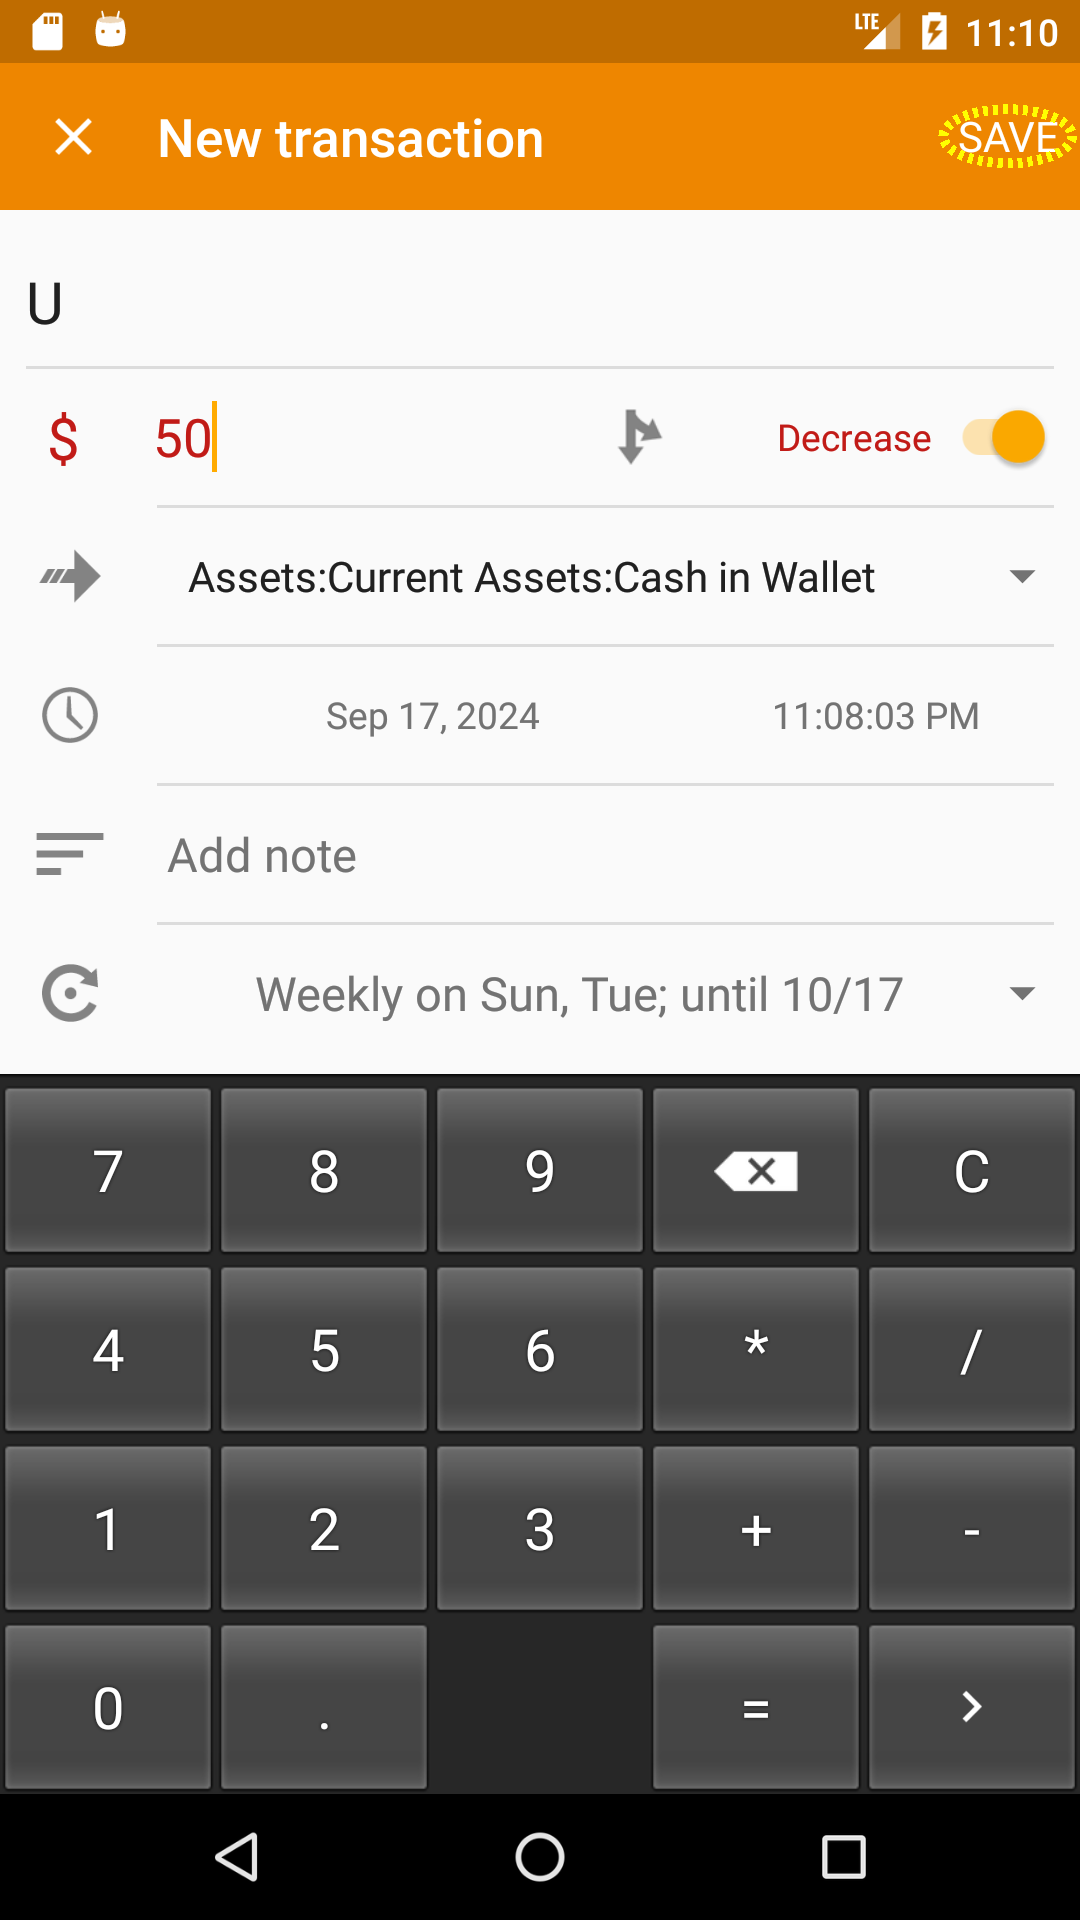 LTE 11:10
New transaction SAVE
U
$ 50 Decrease
Assets:Current Assets:Cash in Wallet
Sep 17, 2024 11:08:03 PM
Add note
Weekly on Sun, Tue; until 10/17
7 8 9 C
4 5 6 * /
1 2 3 + -
0 . = >